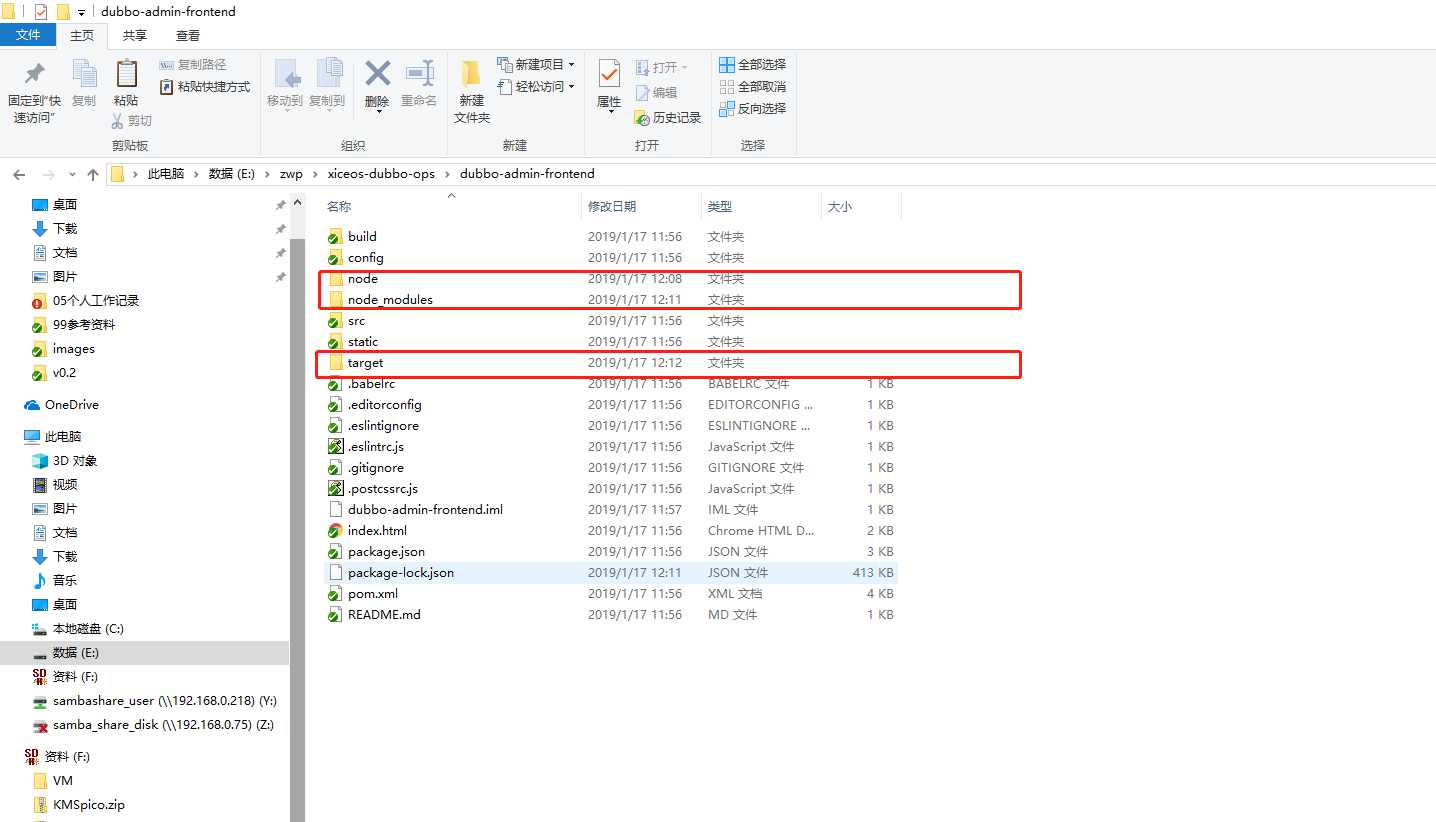 dubbo-admin-frontend
文件 主页 共享 查看
固定到"快速访问"
复制
粘贴
复制路径
粘贴快捷方式
剪切
剪贴板
移动到
复制到
删除
重命名
组织
新建文件夹
新建项目
轻松访问
新建
属性
打开
编辑
历史记录
打开
全部选择
全部取消
反向选择
选择
此电脑 数据 (E:) zwp xiceos-dubbo-ops dubbo-admin-frontend
桌面
下载
文档
图片
05个人工作记录
99参考资料
images
v0.2
OneDrive
此电脑
3D 对象
视频
图片
文档
下载
音乐
桌面
本地磁盘 (C:)
数据 (E:)
资料 (F:)
sambashare_user (\\192.168.0.218) (Y:)
samba_share_disk (\\192.168.0.75) (Z:)
资料 (F:)
VM
KMSpico.zip
名称 修改日期 类型 大小
build 2019/1/17 11:56 文件夹
config 2019/1/17 11:56 文件夹
node 2019/1/17 12:08 文件夹
node_modules 2019/1/17 12:11 文件夹
src 2019/1/17 11:56 文件夹
static 2019/1/17 11:56 文件夹
target 2019/1/17 12:12 文件夹
.babelrc 2019/1/17 11:56 BABELRC 文件 1 KB
.editorconfig 2019/1/17 11:56 EDITORCONFIG ... 1 KB
.eslintignore 2019/1/17 11:56 ESLINTIGNORE ... 1 KB
.eslintrc.js 2019/1/17 11:56 JavaScript 文件 1 KB
.gitignore 2019/1/17 11:56 GITIGNORE 文件 1 KB
.postcssrc.js 2019/1/17 11:56 JavaScript 文件 1 KB
dubbo-admin-frontend.iml 2019/1/17 11:57 IML 文件 1 KB
index.html 2019/1/17 11:56 Chrome HTML D... 2 KB
package.json 2019/1/17 11:56 JSON 文件 3 KB
package-lock.json 2019/1/17 12:11 JSON 文件 413 KB
pom.xml 2019/1/17 11:56 XML 文档 4 KB
README.md 2019/1/17 11:56 MD 文件 1 KB